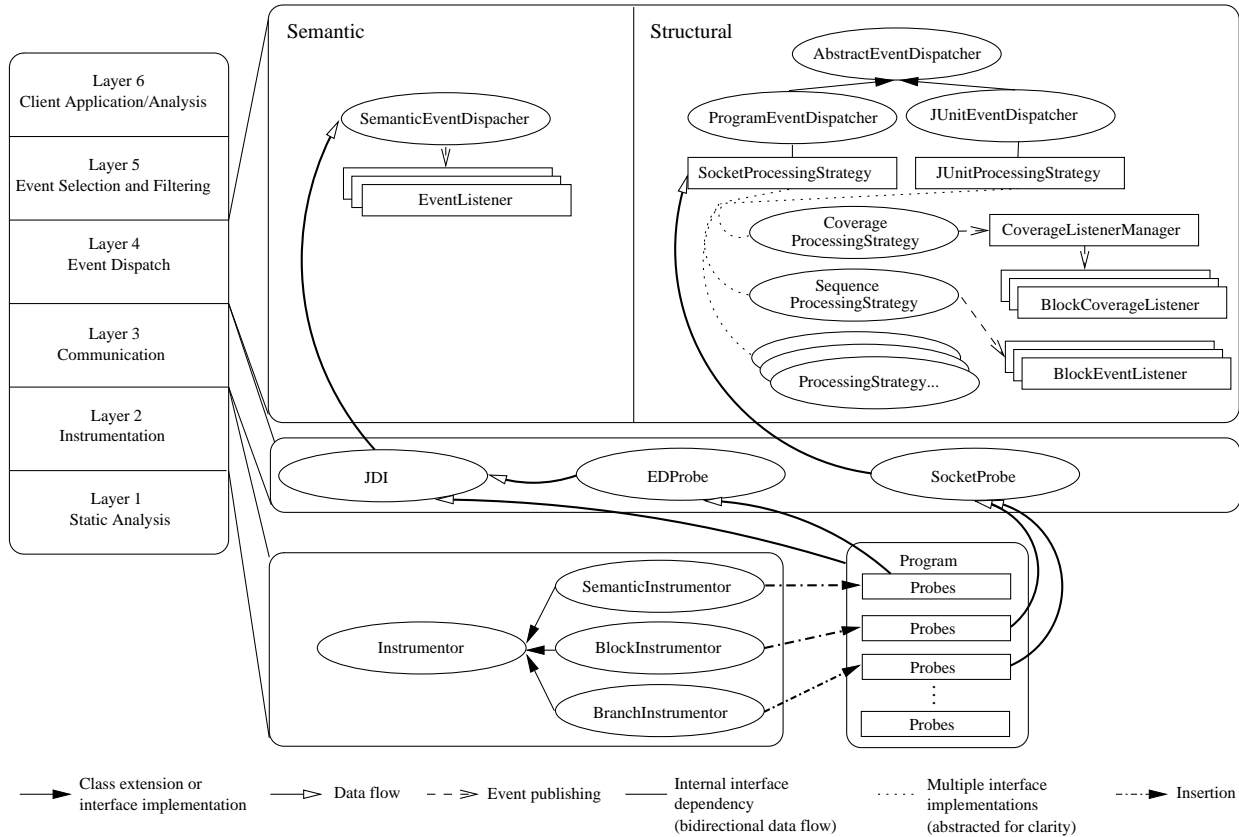 Layer 6
Client Application/Analysis
Layer 5
Event Selection and Filtering
Layer 4
Event Dispatch
Layer 3
Communication
Layer 2
Instrumentation
Layer 1
Static Analysis
Semantic
SemanticEventDispacher
EventListener
Structural
AbstractEventDispatcher
ProgramEventDispatcher
JUnitEventDispatcher
SocketProcessingStrategy
JUnitProcessingStrategy
Coverage
ProcessingStrategy
CoverageListenerManager
Sequence
ProcessingStrategy
BlockCoverageListener
ProcessingStrategy...
BlockEventListener
JDI
EDProbe
SocketProbe
Instrumentor
SemanticInstrumentor
BlockInstrumentor
BranchInstrumentor
Program
Probes
Probes
Probes
Probes
Class extension or
interface implementation
Data flow
Event publishing
Internal interface
dependency
(bidirectional data flow)
Multiple interface
implementations
(abstracted for clarity)
Insertion